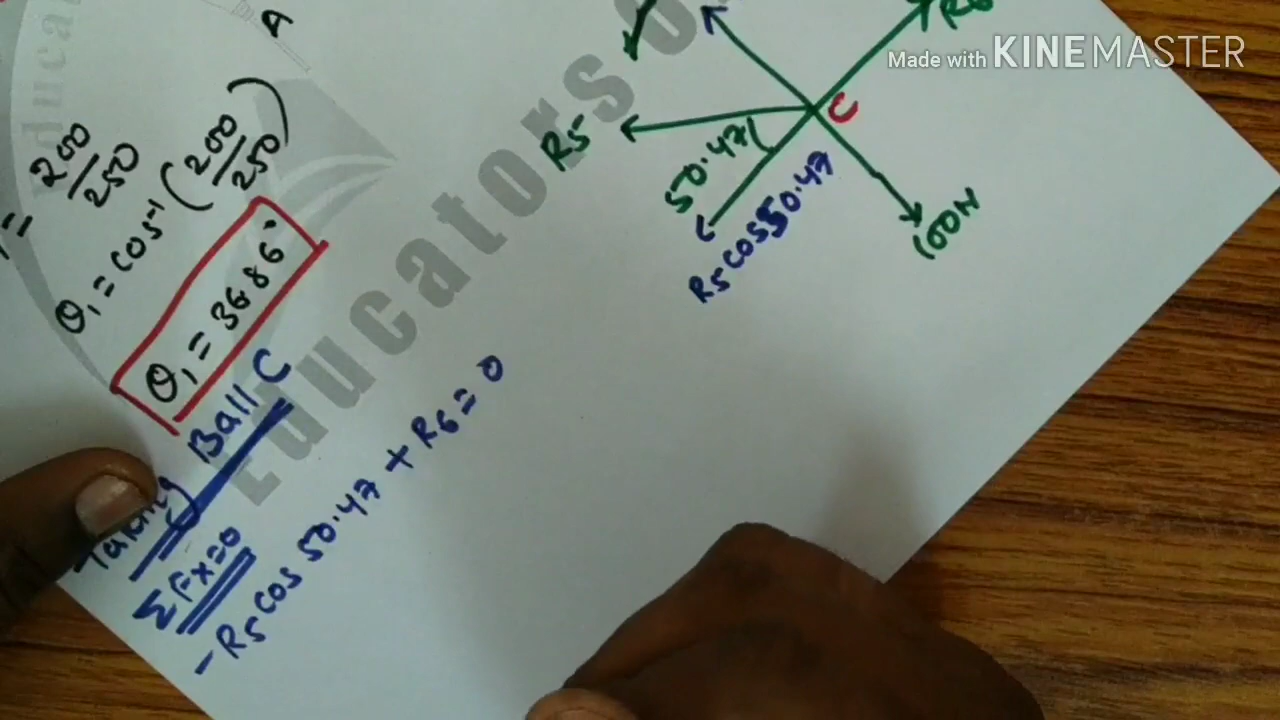 Made with KINEMASTER
A
= 200/250
θ₁ = cos⁻¹ (200/250)
θ₁ = 36.86°
R6
C
R5
50.47
R5 cos 50.47
100N
Taking Ball C
ΣFx=0
-R5 cos 50.47 + R6 = 0
Educators